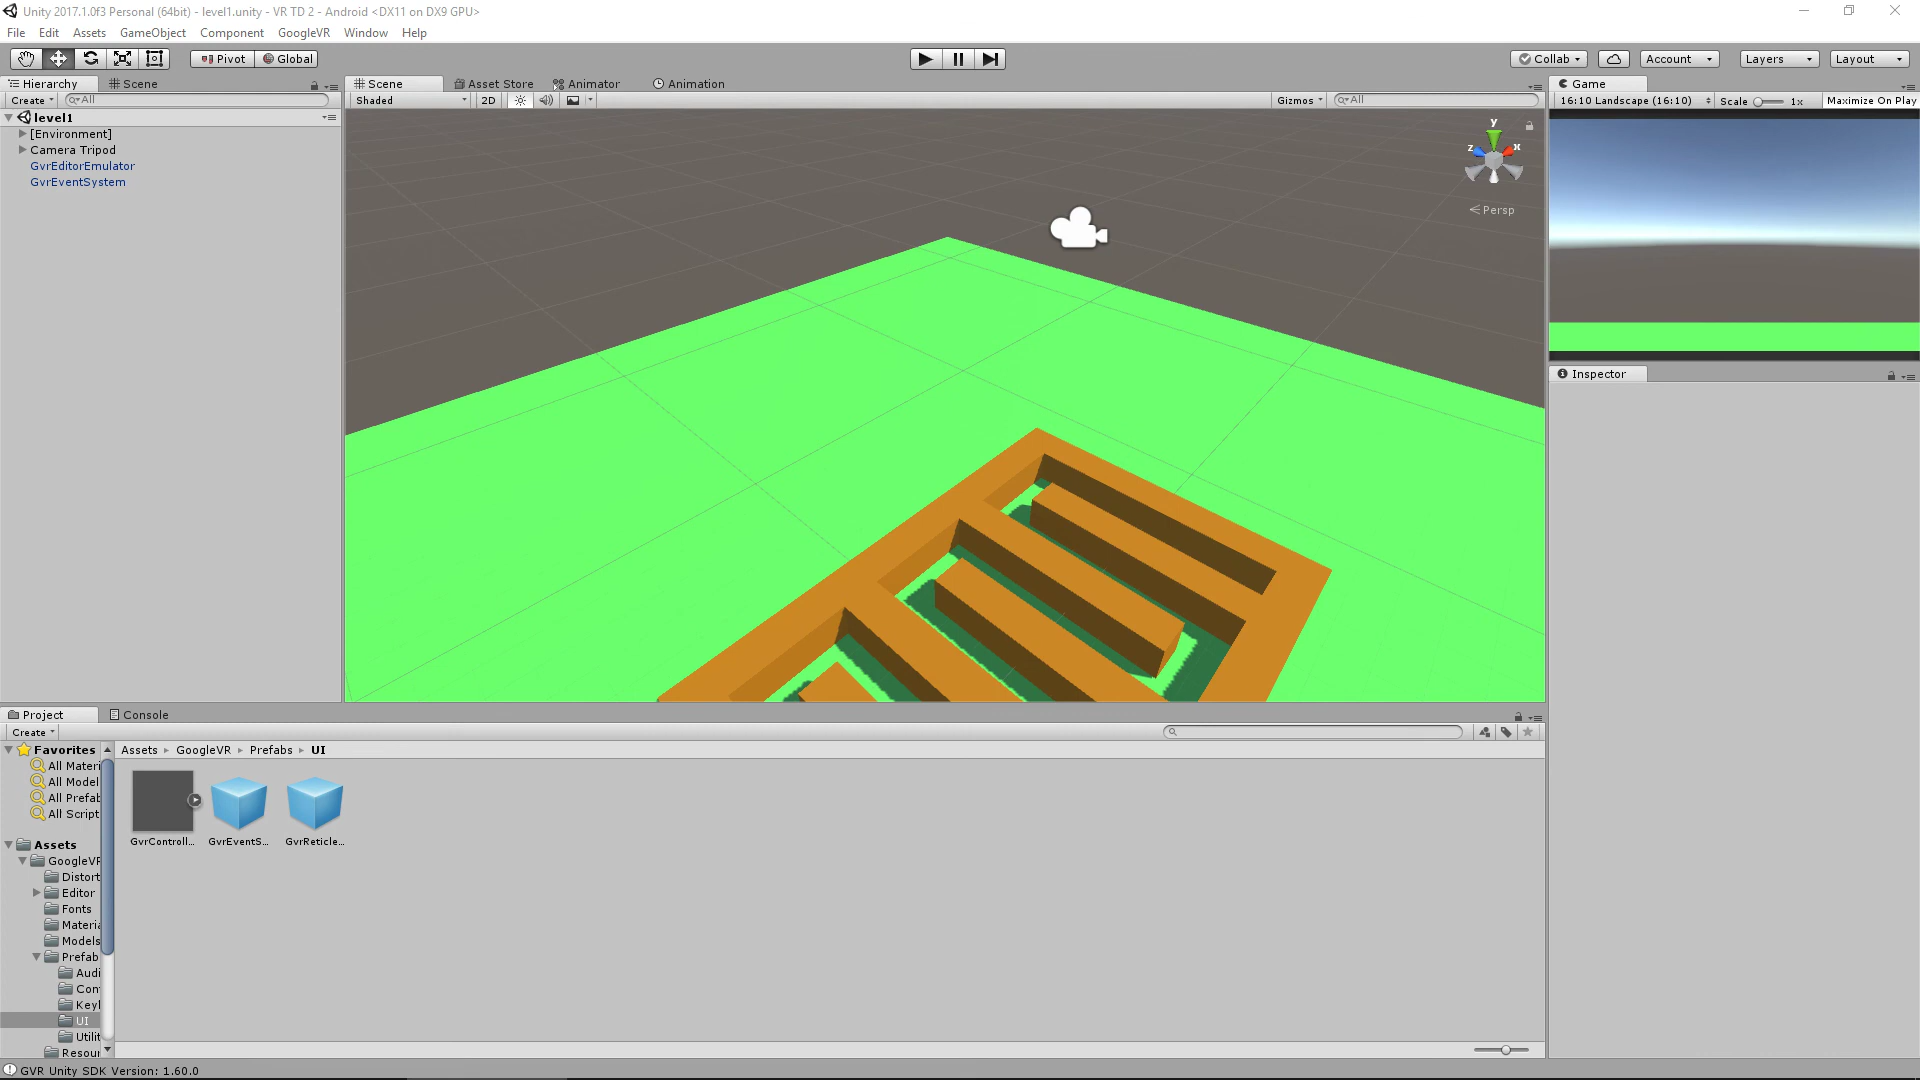 Unity 2017.1.0f3 Personal (64bit) - level1.unity - VR TD 2 - Android <DX11 on DX9 GPU>
File Edit Assets GameObject Component GoogleVR Window Help
Pivot Global Collab Account Layers Layout
Hierarchy Scene
Create All
level1
[Environment]
Camera Tripod
GvrEditorEmulator
GvrEventSystem
Scene Asset Store Animator Animation
Shaded 2D Gizmos All
y
z x
Persp
Game
16:10 Landscape (16:10) Scale 1x Maximize On Play
Inspector
Project Console
Create
Favorites
All Materi
All Model
All Prefab
All Script
Assets
GoogleVR
Distort
Editor
Fonts
Materia
Models
Prefab
Audi
Con
Keyl
UI
Utilit
Resour
Assets GoogleVR Prefabs UI
GvrControll... GvrEventS... GvrReticle...
GVR Unity SDK Version: 1.60.0